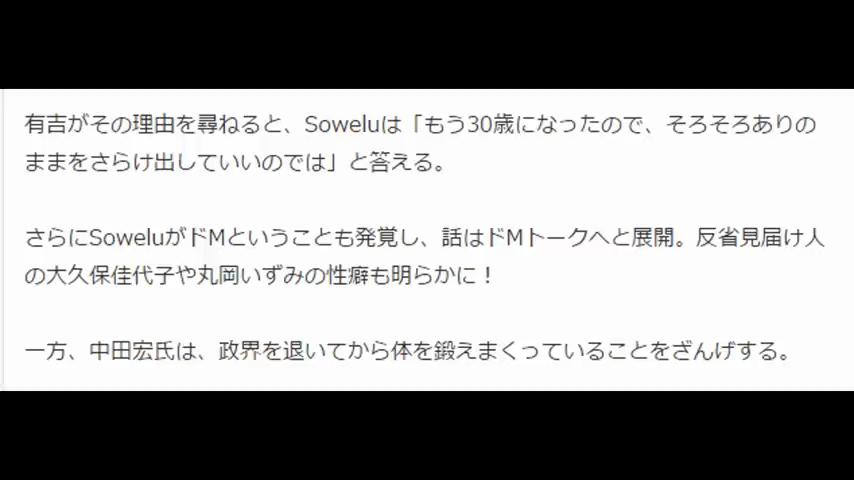 有吉がその理由を尋ねると、Soweluは「もう30歳になったので、そろそろありの
ままをさらけ出していいのでは」と答える。
さらにSoweluがドMということも発覚し、話はドMトークへと展開。反省見届け人
の大久保佳代子や丸岡いずみの性癖も明らかに！
一方、中田宏氏は、政界を退いてから体を鍛えまくっていることをざんげする。